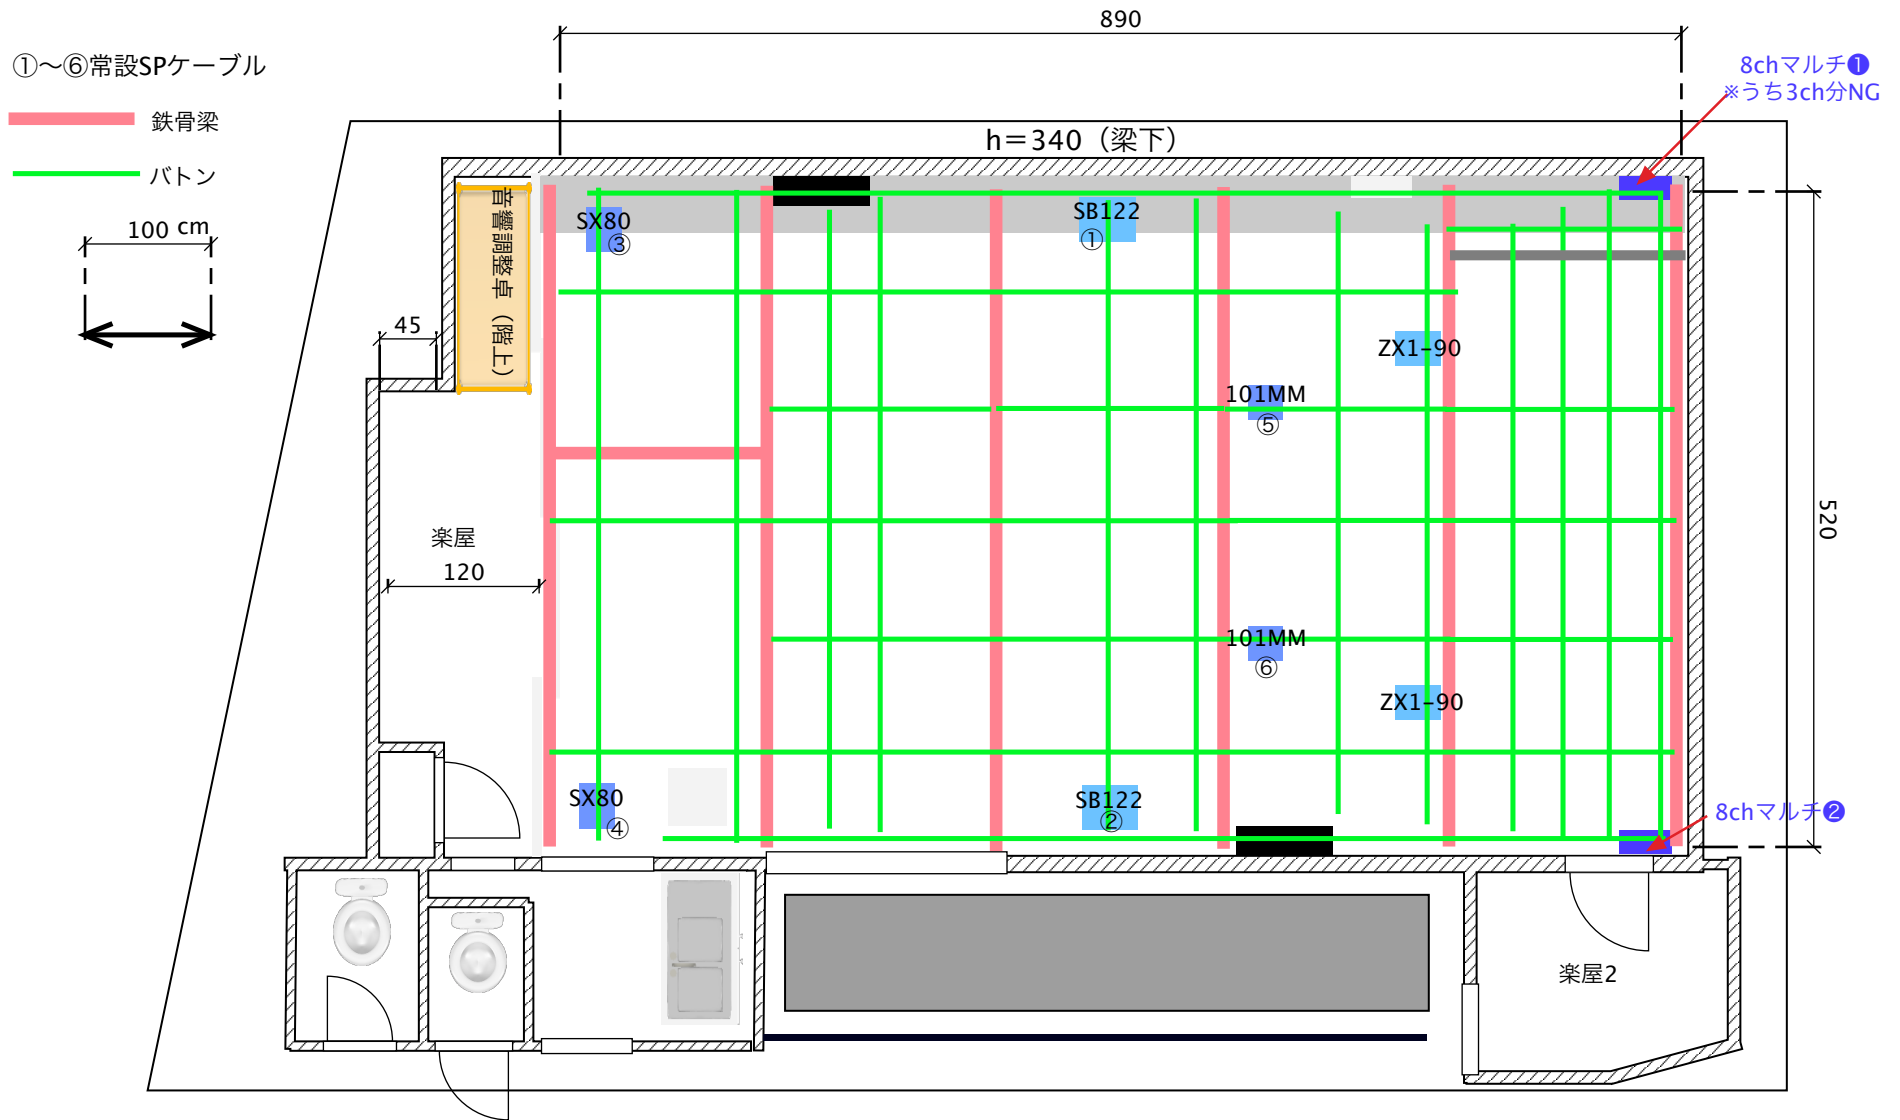 890
①～⑥常設SPケーブル
8chマルチ❶
※うち3ch分NG
鉄骨梁
h＝340（梁下）
バトン
100 cm
音響調整卓（階上）
SX80
③
SB122
①
45
ZX1-90
101MM
⑤
520
楽屋
120
101MM
⑥
ZX1-90
SX80
④
SB122
②
8chマルチ❷
楽屋2